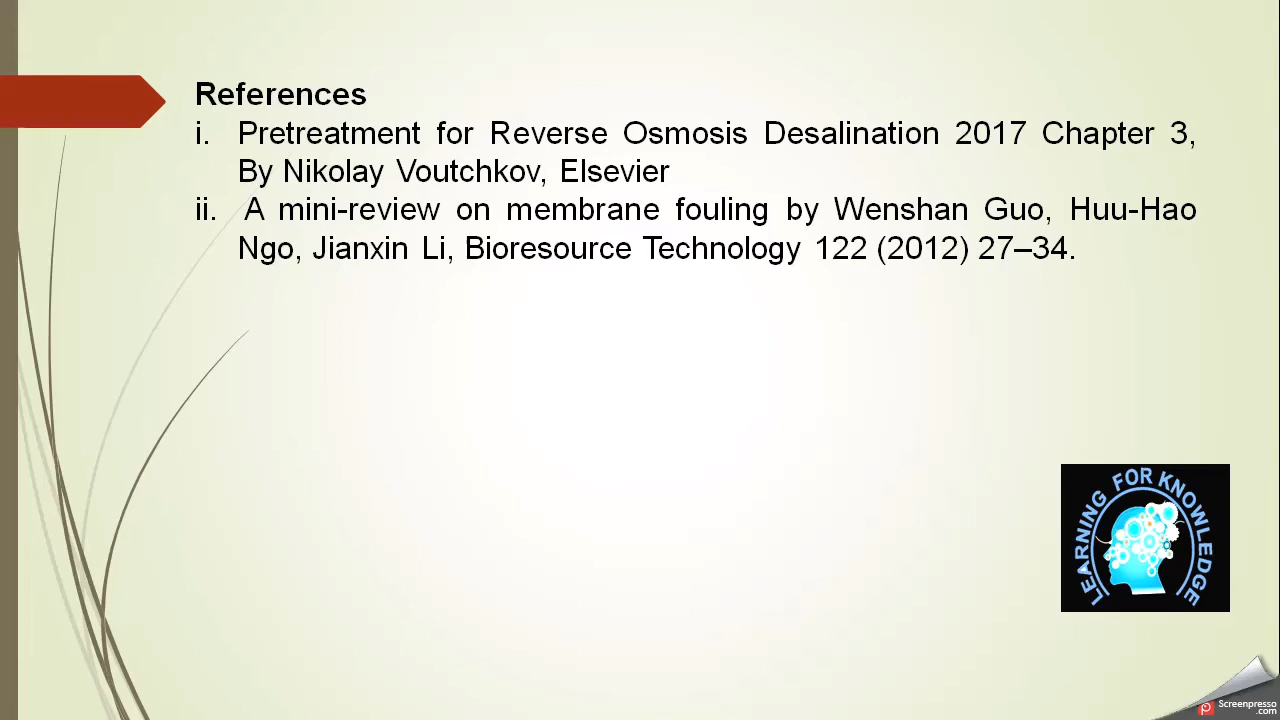 References
i. Pretreatment for Reverse Osmosis Desalination 2017 Chapter 3,
By Nikolay Voutchkov, Elsevier
ii. A mini-review on membrane fouling by Wenshan Guo, Huu-Hao
Ngo, Jianxin Li, Bioresource Technology 122 (2012) 27–34.
LEARNING FOR KNOWLEDGE
Screenpresso
.com